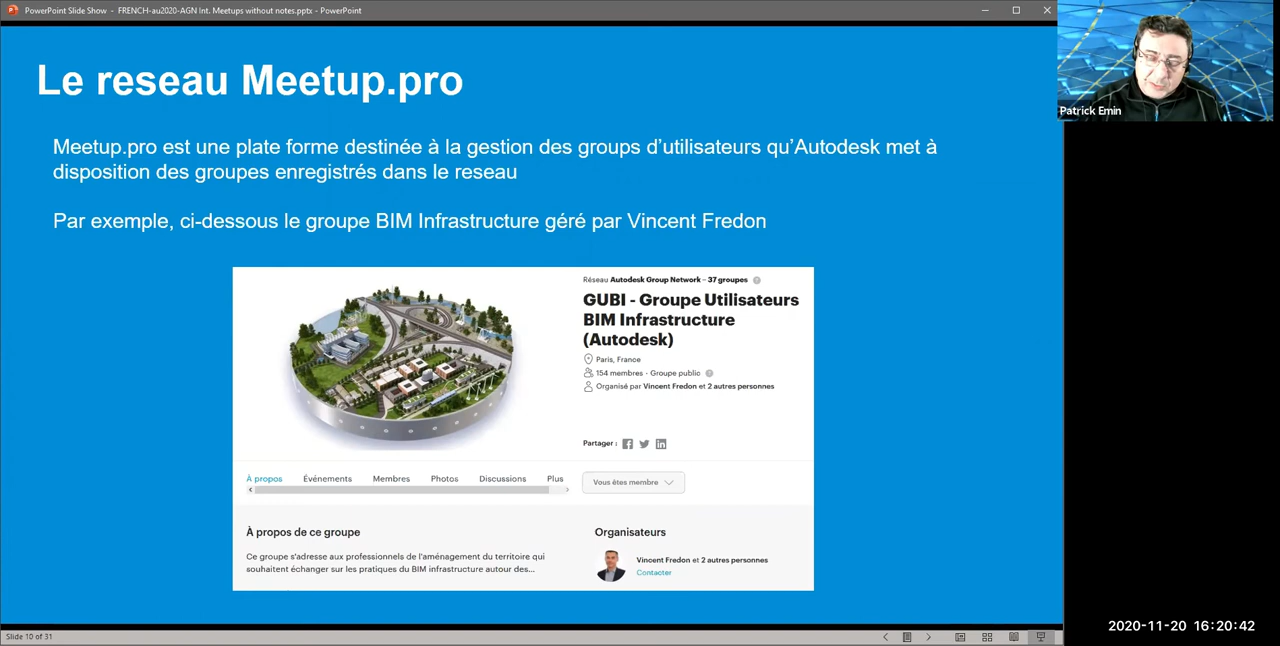 PowerPoint Slide Show - FRENCH-au2020-AGN Int. Meetups without notes.pptx - PowerPoint
Patrick Emin
Le reseau Meetup.pro
Meetup.pro est une plate forme destinée à la gestion des groups d’utilisateurs qu’Autodesk met à
disposition des groupes enregistrés dans le reseau
Par exemple, ci-dessous le groupe BIM Infrastructure géré par Vincent Fredon
Réseau Autodesk Group Network – 37 groupes
GUBI - Groupe Utilisateurs
BIM Infrastructure
(Autodesk)
Paris, France
154 membres · Groupe public
Organisé par Vincent Fredon et 2 autres personnes
Partager :
À propos Événements Membres Photos Discussions Plus
Vous êtes membre
À propos de ce groupe
Ce groupe s'adresse aux professionnels de l'aménagement du territoire qui
souhaitent échanger sur les pratiques du BIM infrastructure autour des...
Organisateurs
Vincent Fredon et 2 autres personnes
Contacter
Slide 10 of 31
2020-11-20 16:20:42